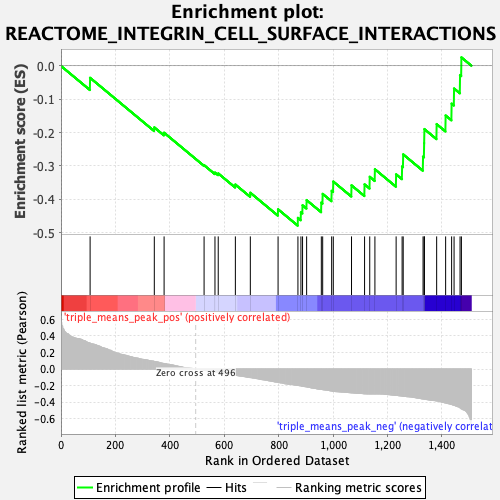 Enrichment plot:
REACTOME_INTEGRIN_CELL_SURFACE_INTERACTIONS
Enrichment score (ES)
0.0
-0.1
-0.2
-0.3
-0.4
-0.5
'triple_means_peak_pos' (positively correlated)
Ranked list metric (Pearson)
0.6
0.4
0.2
0.0
-0.2
-0.4
-0.6
Zero cross at 496
'triple_means_peak_neg' (negatively correlat
0
200
400
600
800
1,000
1,200
1,400
Rank in Ordered Dataset
Enrichment profile
Hits
Ranking metric scores